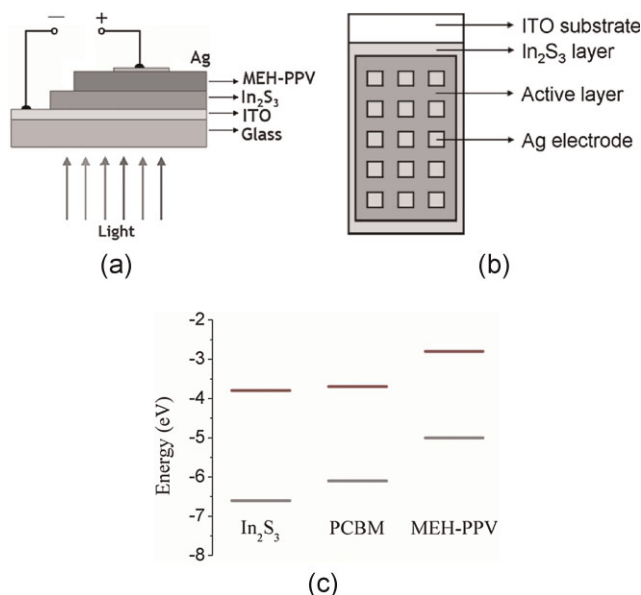 — +
Ag
MEH-PPV
In₂S₃
ITO
Glass
Light
(a)
ITO substrate
In₂S₃ layer
Active layer
Ag electrode
(b)
-2
-3
-4
-5
-6
-7
-8
Energy (eV)
In₂S₃ PCBM MEH-PPV
(c)